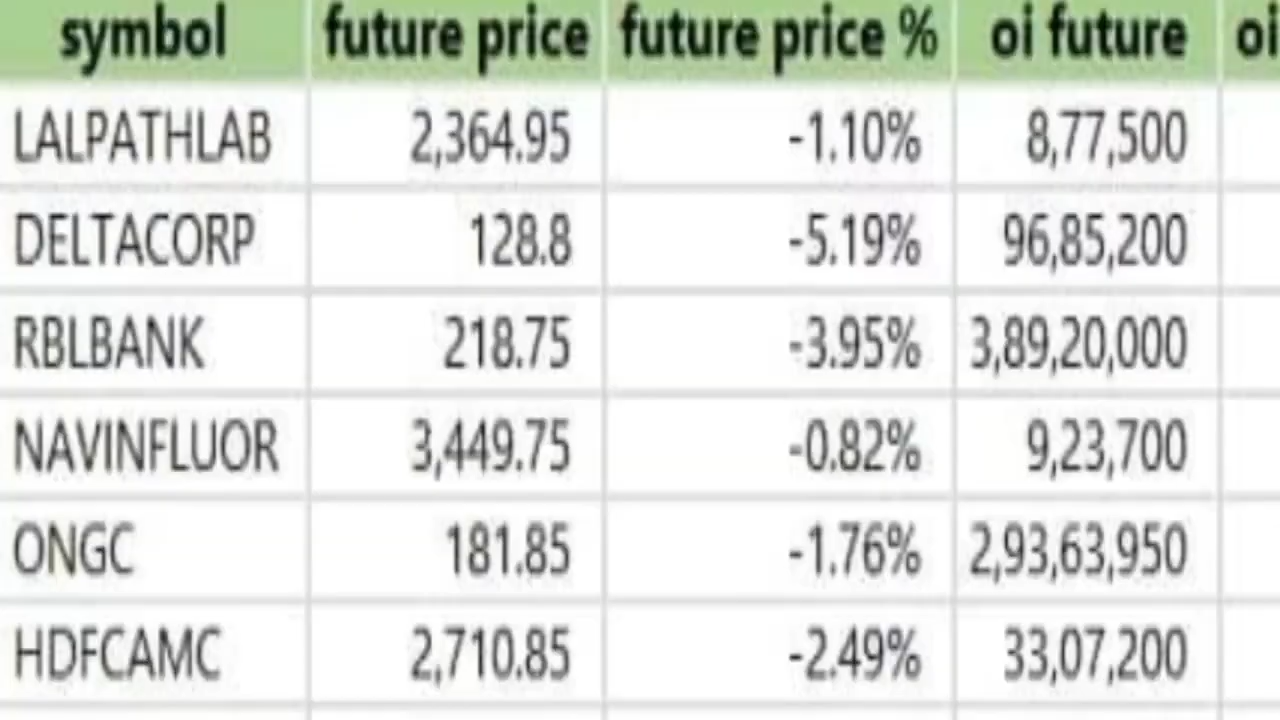 symbol future price future price % oi future oi
LALPATHLAB 2,364.95 -1.10% 8,77,500
DELTACORP 128.8 -5.19% 96,85,200
RBLBANK 218.75 -3.95% 3,89,20,000
NAVINFLUOR 3,449.75 -0.82% 9,23,700
ONGC 181.85 -1.76% 2,93,63,950
HDFCAMC 2,710.85 -2.49% 33,07,200